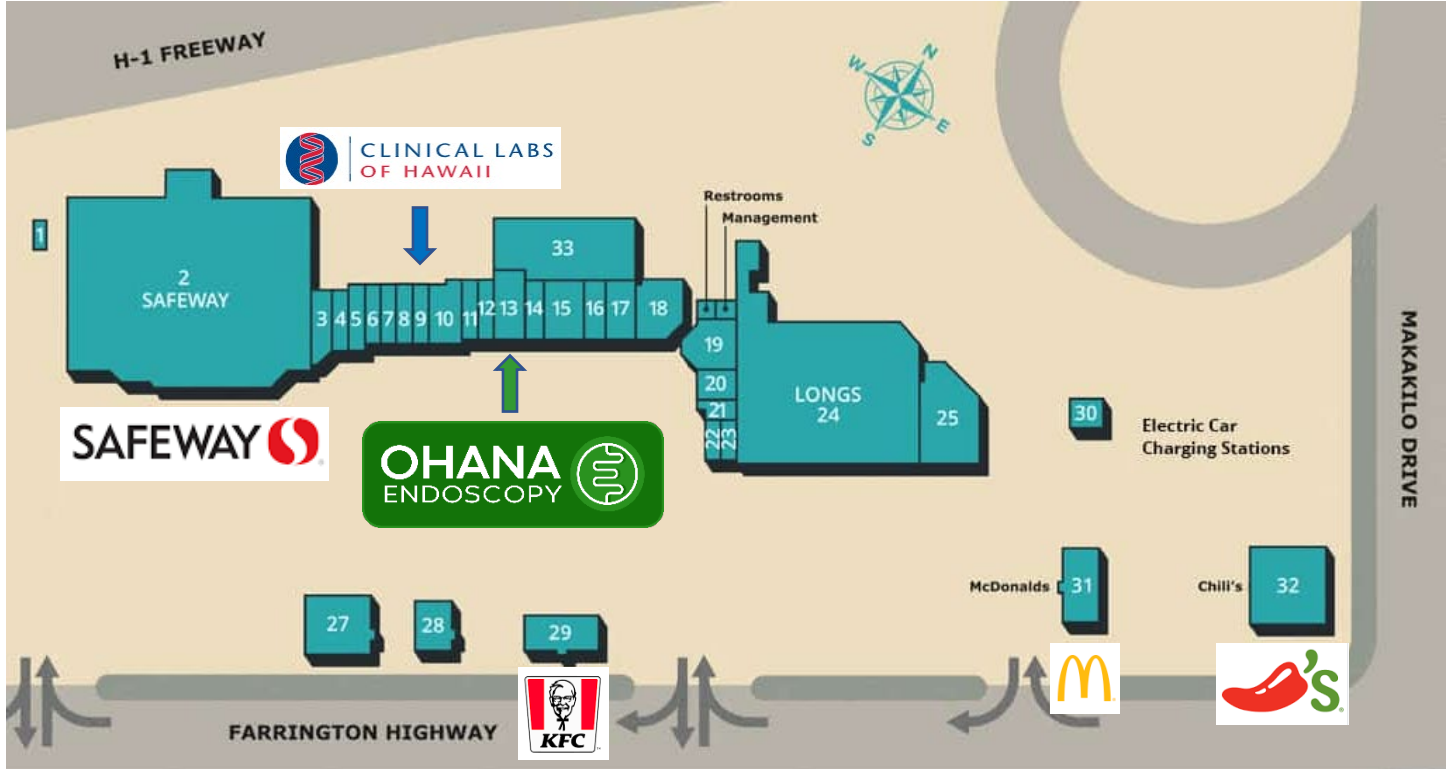 H-1 FREEWAY
N
W
E
S
CLINICAL LABS
OF HAWAII
Restrooms
Management
1
2
SAFEWAY
33
3 4 5 6 7 8 9 10 11 12 13 14 15 16 17 18
19
20
21
22 23
LONGS
24
25
30
Electric Car
Charging Stations
MAKAKILO DRIVE
SAFEWAY
OHANA
ENDOSCOPY
27
28
29
McDonalds
31
Chili's
32
KFC
'S
FARRINGTON HIGHWAY